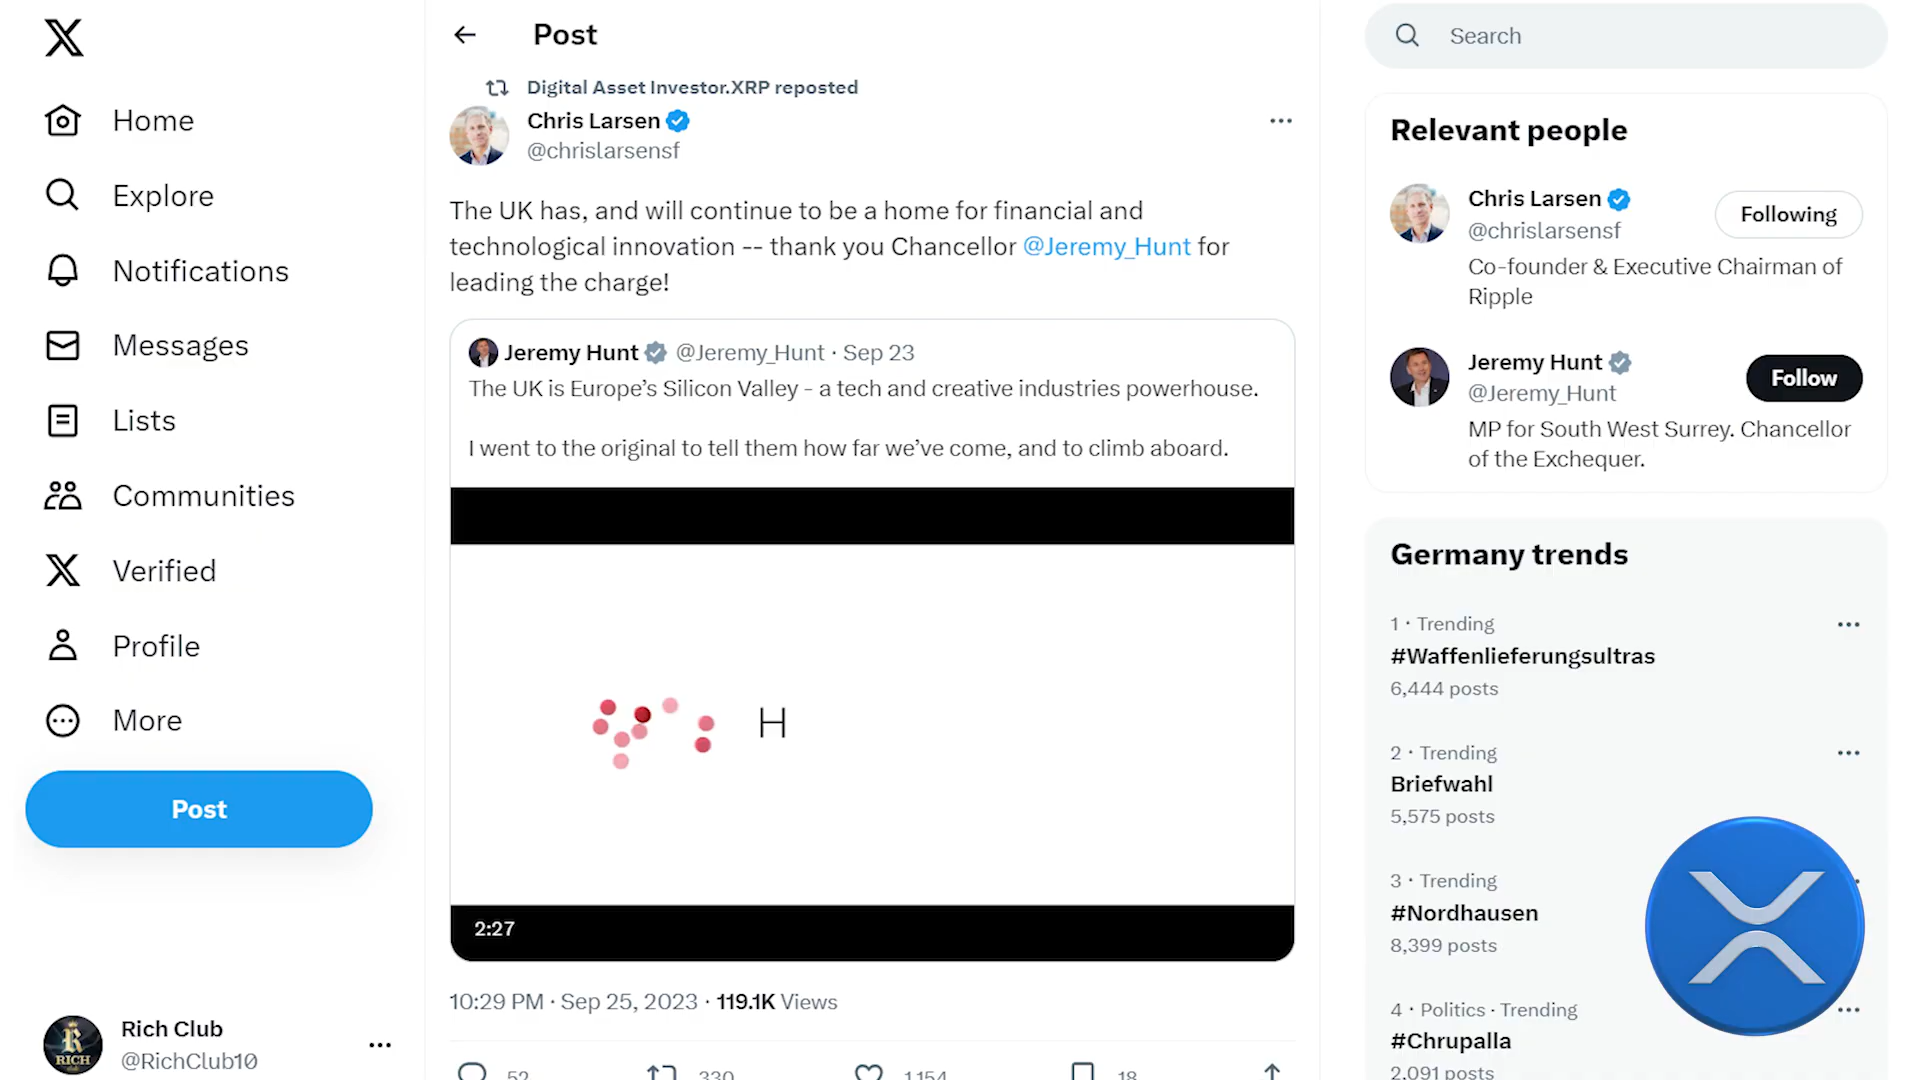 Home
Explore
Notifications
Messages
Lists
Communities
Verified
Profile
More
Post
Rich Club
@RichClub10
Post
Digital Asset Investor.XRP reposted
Chris Larsen
@chrislarsensf
The UK has, and will continue to be a home for financial and
technological innovation -- thank you Chancellor @Jeremy_Hunt for
leading the charge!
Jeremy Hunt @Jeremy_Hunt · Sep 23
The UK is Europe’s Silicon Valley - a tech and creative industries powerhouse.
I went to the original to tell them how far we’ve come, and to climb aboard.
H
2:27
10:29 PM · Sep 25, 2023 · 119.1K Views
52 330 1,154 18
Search
Relevant people
Chris Larsen
@chrislarsensf
Following
Co-founder & Executive Chairman of
Ripple
Jeremy Hunt
@Jeremy_Hunt
Follow
MP for South West Surrey. Chancellor
of the Exchequer.
Germany trends
1 · Trending
#Waffenlieferungsultras
6,444 posts
2 · Trending
Briefwahl
5,575 posts
3 · Trending
#Nordhausen
8,399 posts
4 · Politics · Trending
#Chrupalla
2,091 posts
RICH